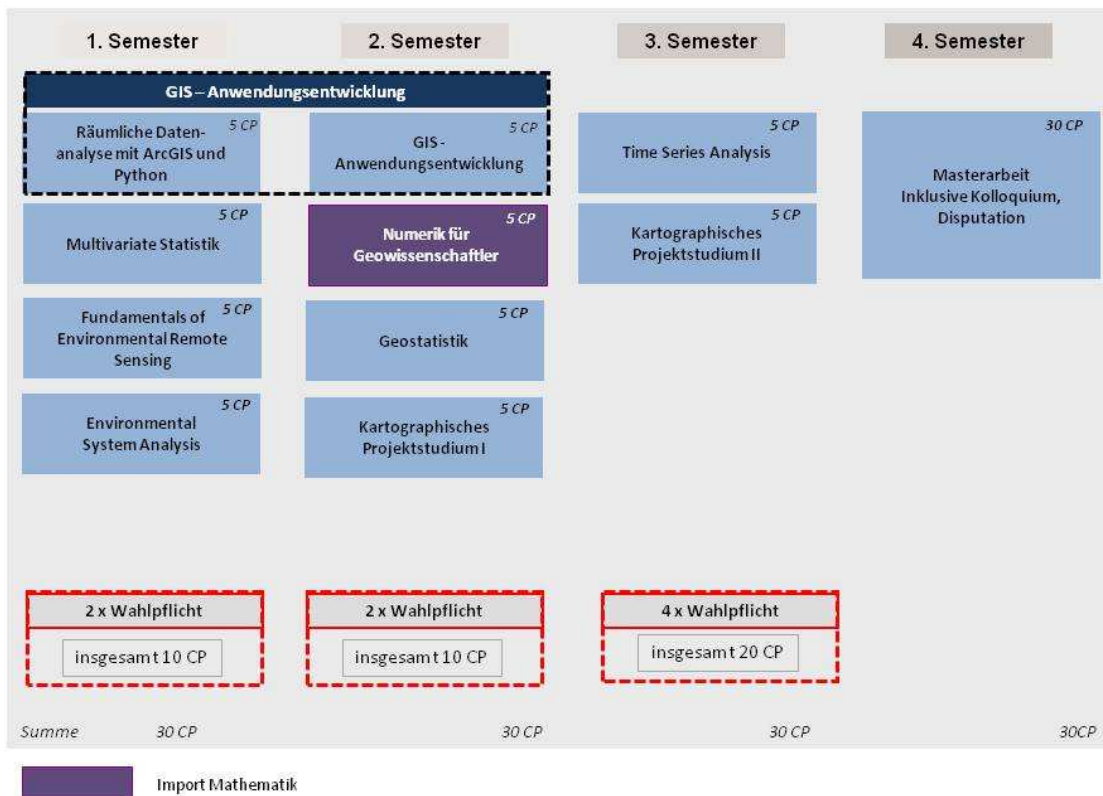 1. Semester
2. Semester
3. Semester
4. Semester
GIS – Anwendungsentwicklung
5 CP
Räumliche Daten-
analyse mit ArcGIS und
Python
5 CP
GIS -
Anwendungsentwicklung
5 CP
Time Series Analysis
30 CP
Masterarbeit
Inklusive Kolloquium,
Disputation
5 CP
Multivariate Statistik
5 CP
Numerik für
Geowissenschaftler
5 CP
Kartographisches
Projektstudium II
5 CP
Fundamentals of
Environmental Remote
Sensing
5 CP
Geostatistik
5 CP
Environmental
System Analysis
5 CP
Kartographisches
Projektstudium I
2 x Wahlpflicht
insgesamt 10 CP
2 x Wahlpflicht
insgesamt 10 CP
4 x Wahlpflicht
insgesamt 20 CP
Summe 30 CP 30 CP 30 CP 30CP
Import Mathematik